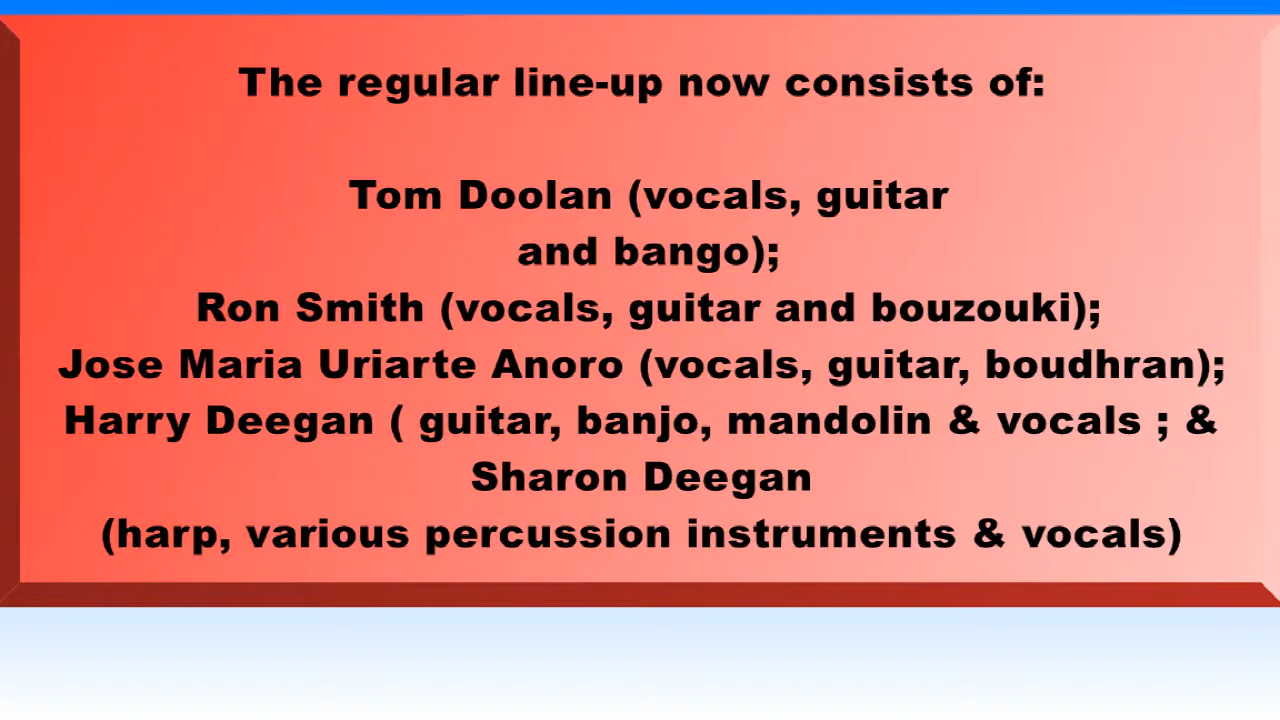 The regular line-up now consists of:
Tom Doolan (vocals, guitar
and bango);
Ron Smith (vocals, guitar and bouzouki);
Jose Maria Uriarte Anoro (vocals, guitar, boudhran);
Harry Deegan ( guitar, banjo, mandolin & vocals ; &
Sharon Deegan
(harp, various percussion instruments & vocals)